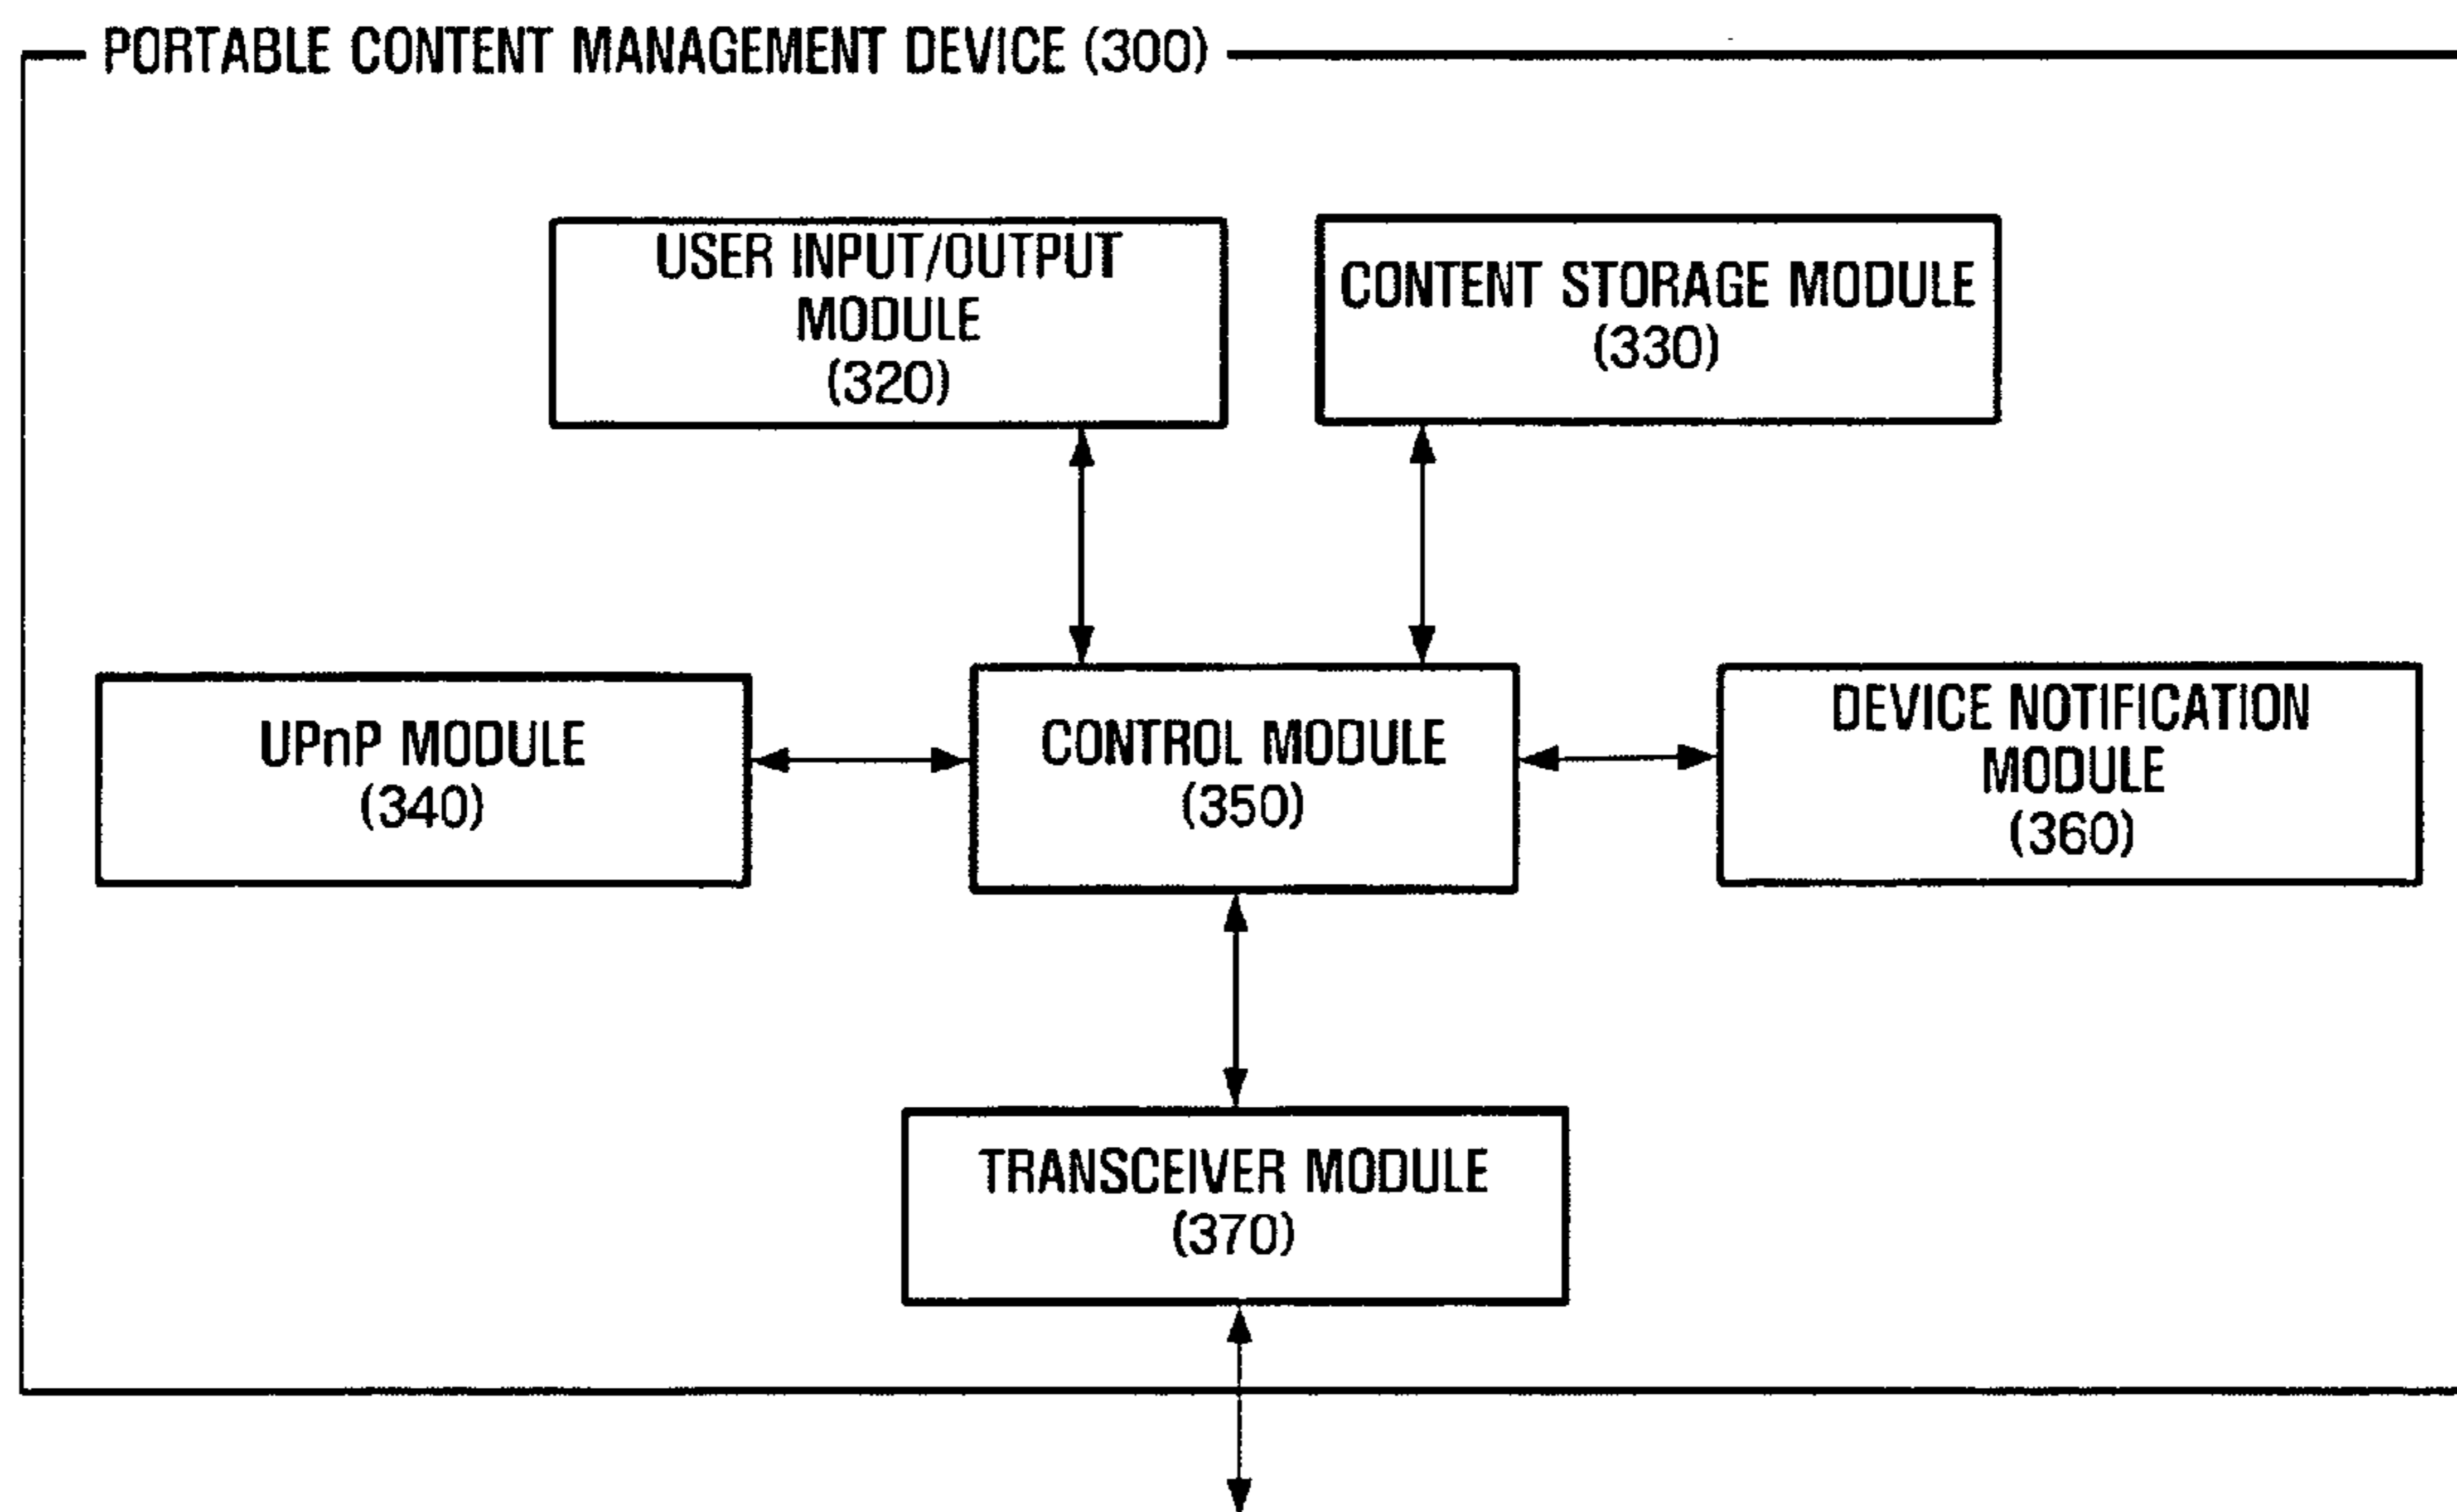 PORTABLE CONTENT MANAGEMENT DEVICE (300)
USER INPUT/OUTPUT
MODULE
(320)
CONTENT STORAGE MODULE
(330)
UPnP MODULE
(340)
CONTROL MODULE
(350)
DEVICE NOTIFICATION
MODULE
(360)
TRANSCEIVER MODULE
(370)